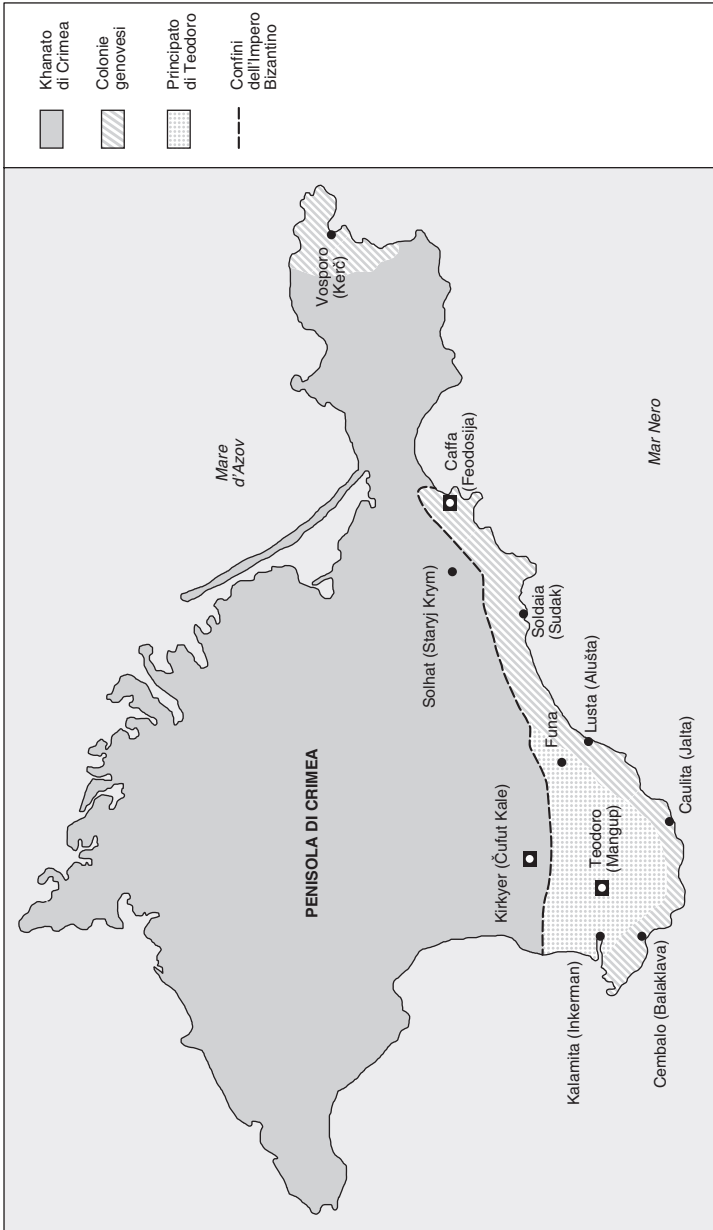 Khanato
di Crimea
Colonie
genovesi
Principato
di Teodoro
Confini
dell'Impero
Bizantino
Mare
d'Azov
Vosporo
(Kerč)
PENISOLA DI CRIMEA
Solhat (Staryj Krym)
Caffa
(Feodosija)
Mar Nero
Soldaia
(Sudak)
Kirkyer (Čufut Kale)
Funa
Lusta (Alušta)
Teodoro
(Mangup)
Caulita (Jalta)
Kalamita (Inkerman)
Cembalo (Balaklava)